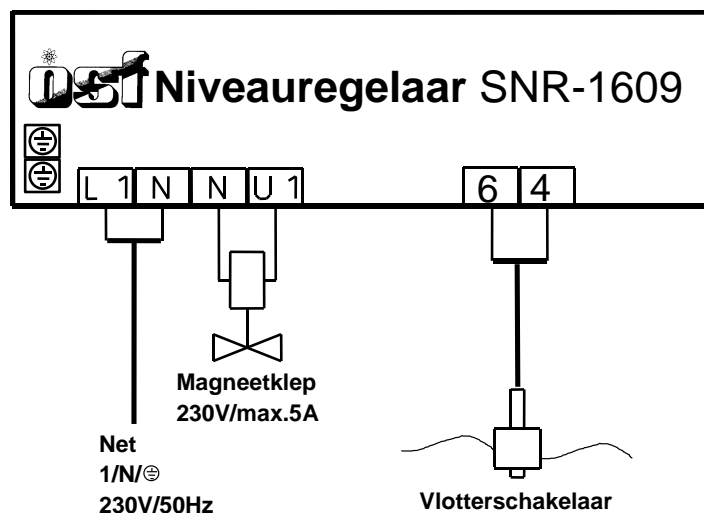 osf Niveauregelaar SNR-1609
L 1 N N U 1 6 4
Magneetklep
230V/max.5A
Net
1/N/⏚
230V/50Hz
Vlotterschakelaar